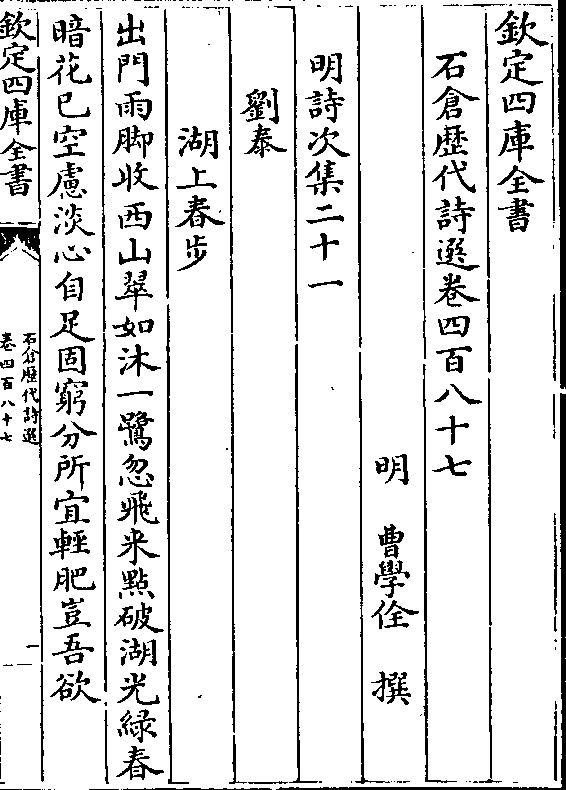 欽定四庫全書
石倉歴代詩選卷四百八十七
明 曹學佺 撰
明詩次集二十一
劉泰
湖上春步
出門雨脚收西山翠如沐一鷺忽飛来點破湖光緑春
暗花已空慮淡心自足固窮分所宜輕肥豈吾欲
欽定四庫全書
石倉歴代詩選
卷四百八十七
一